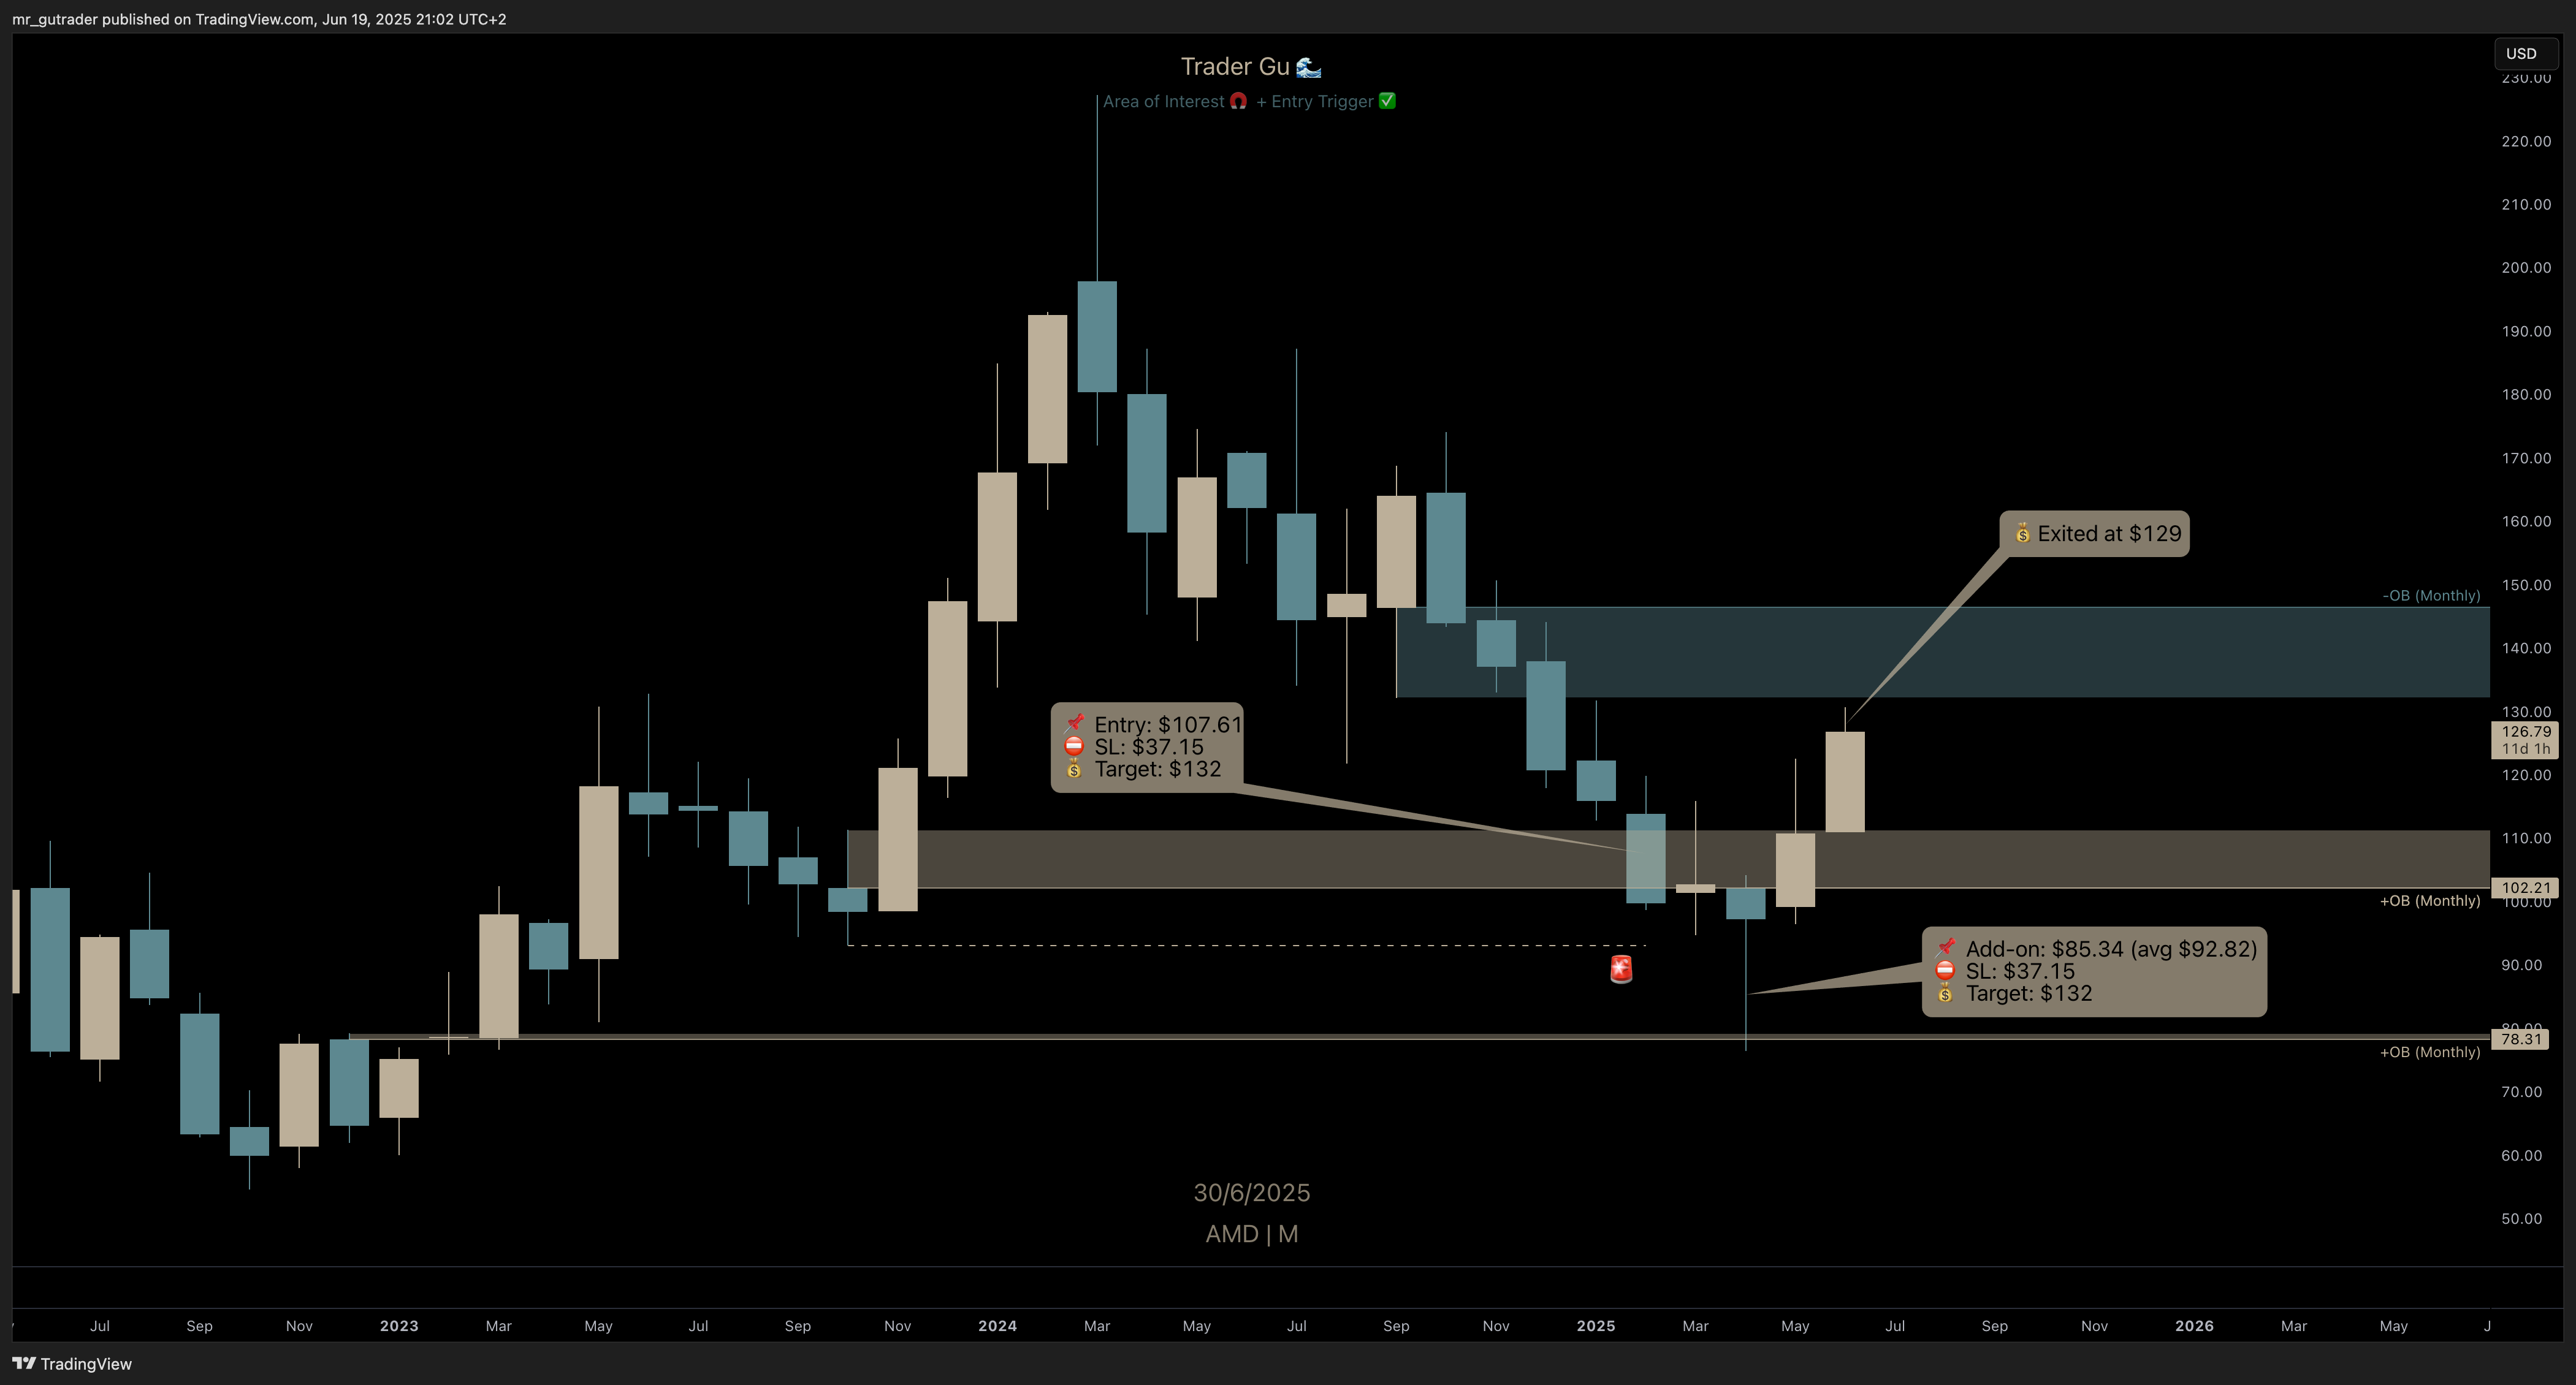 mr_gutrader published on TradingView.com, Jun 19, 2025 21:02 UTC+2
USD
Trader Gu 🌊
Area of Interest 🧲 + Entry Trigger ✅
230.00
220.00
210.00
200.00
190.00
180.00
170.00
160.00
150.00
140.00
130.00
126.79
11d 1h
120.00
110.00
102.21
100.00
90.00
80.00
78.31
70.00
60.00
50.00
💰 Exited at $129
-OB (Monthly)
📌 Entry: $107.61
⛔ SL: $37.15
💰 Target: $132
+OB (Monthly)
📌 Add-on: $85.34 (avg $92.82)
⛔ SL: $37.15
💰 Target: $132
+OB (Monthly)
30/6/2025
AMD | M
Jul Sep Nov 2023 Mar May Jul Sep Nov 2024 Mar May Jul Sep Nov 2025 Mar May Jul Sep Nov 2026 Mar May J
TradingView